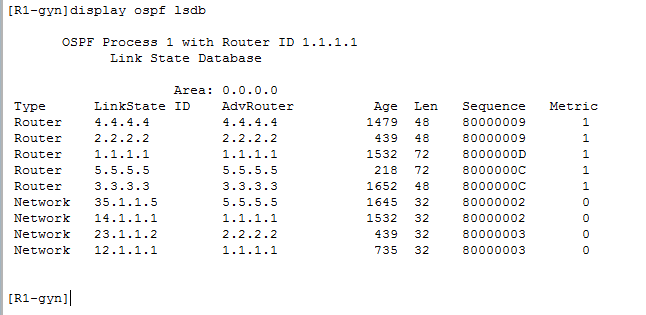 [R1-gyn]display ospf lsdb
OSPF Process 1 with Router ID 1.1.1.1
Link State Database
Area: 0.0.0.0
Type LinkState ID AdvRouter Age Len Sequence Metric
Router 4.4.4.4 4.4.4.4 1479 48 80000009 1
Router 2.2.2.2 2.2.2.2 439 48 80000009 1
Router 1.1.1.1 1.1.1.1 1532 72 8000000D 1
Router 5.5.5.5 5.5.5.5 218 72 8000000C 1
Router 3.3.3.3 3.3.3.3 1652 48 8000000C 1
Network 35.1.1.5 5.5.5.5 1645 32 80000002 0
Network 14.1.1.1 1.1.1.1 1532 32 80000002 0
Network 23.1.1.2 2.2.2.2 439 32 80000003 0
Network 12.1.1.1 1.1.1.1 735 32 80000003 0
[R1-gyn]